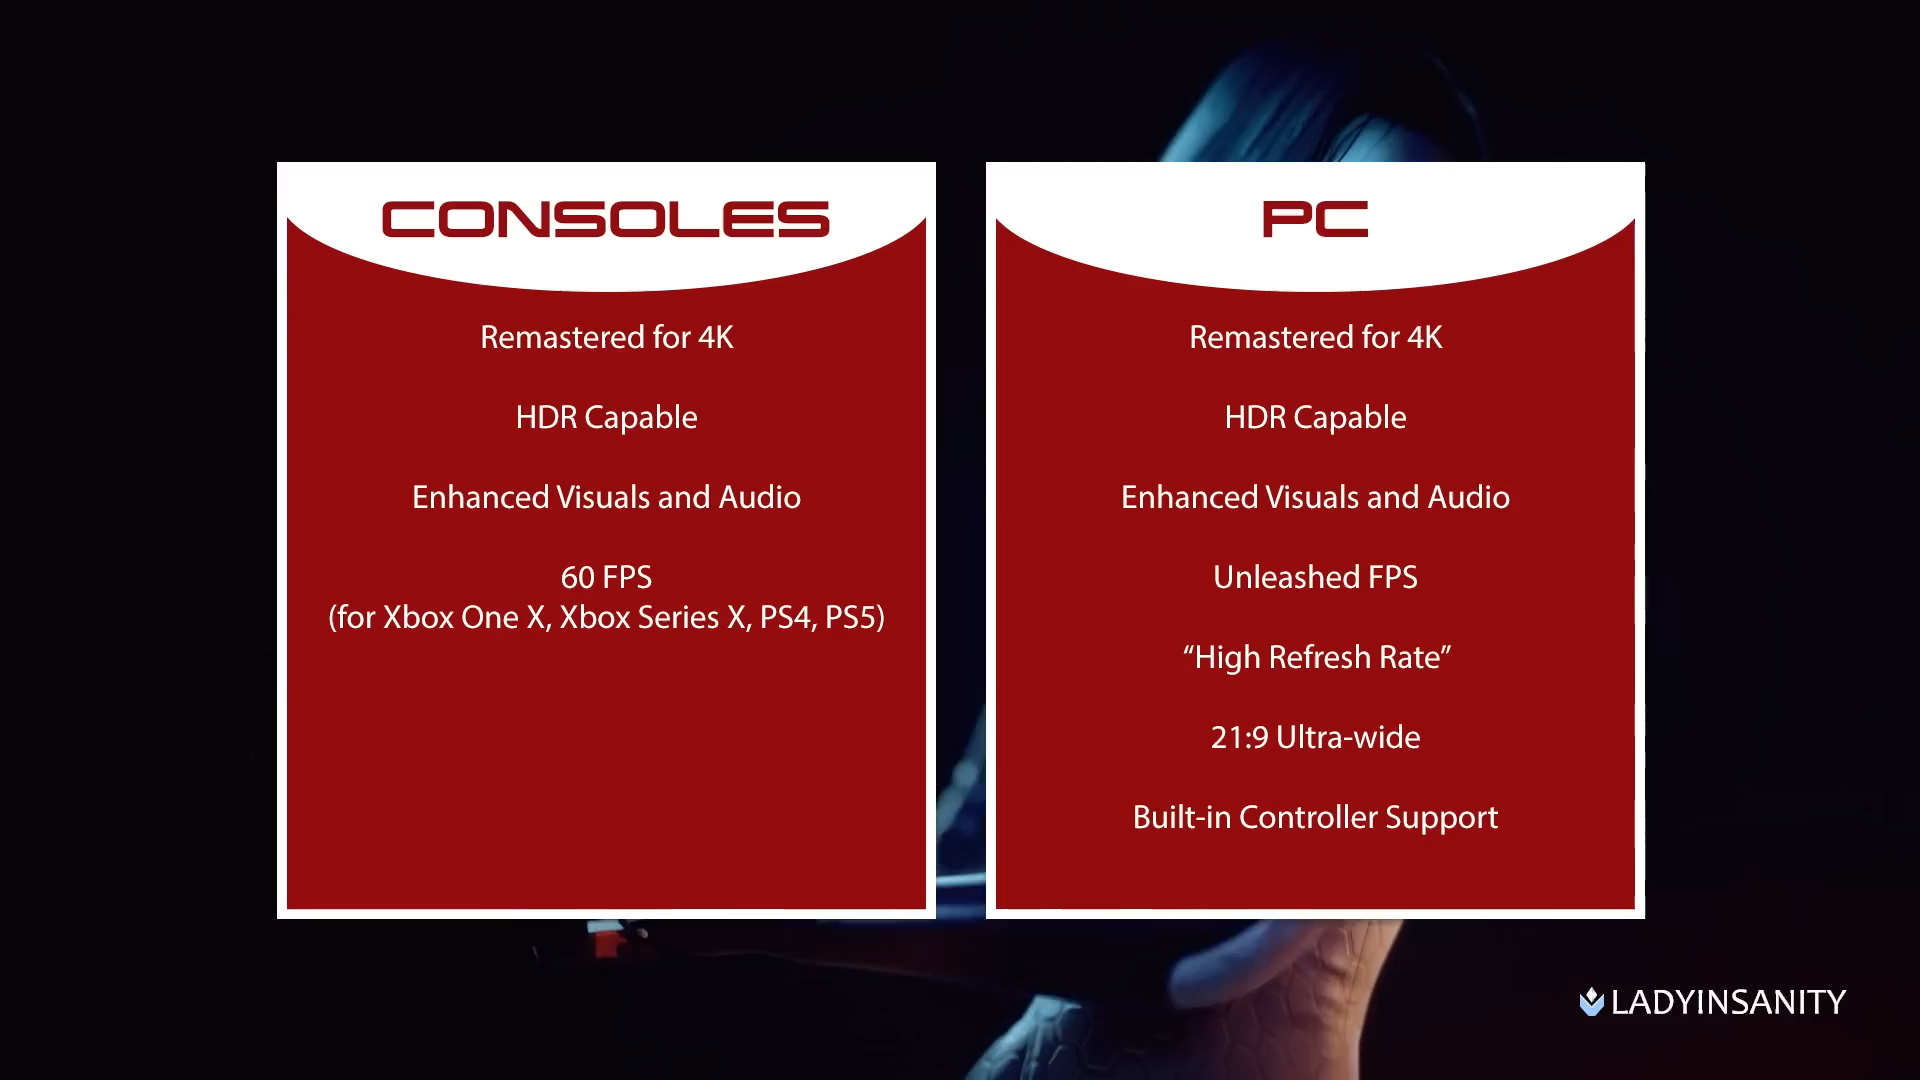 CONSOLES
Remastered for 4K
HDR Capable
Enhanced Visuals and Audio
60 FPS
(for Xbox One X, Xbox Series X, PS4, PS5)
PC
Remastered for 4K
HDR Capable
Enhanced Visuals and Audio
Unleashed FPS
“High Refresh Rate”
21:9 Ultra-wide
Built-in Controller Support
LADYINSANITY